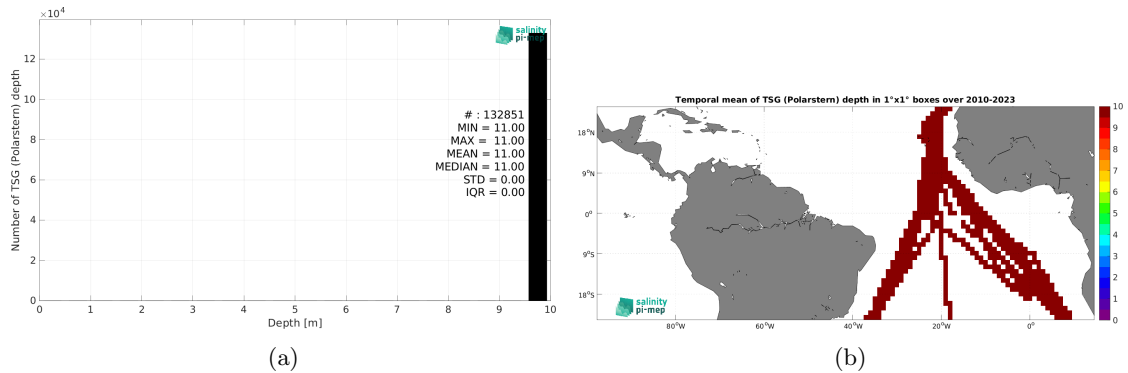 ×10⁴
salinity
pi-mep
Number of TSG (Polarstern) depth
14
12
10
8
6
4
2
0
# : 132851
MIN = 11.00
MAX = 11.00
MEAN = 11.00
MEDIAN = 11.00
STD = 0.00
IQR = 0.00
0 1 2 3 4 5 6 7 8 9 10
Depth [m]
(a)
Temporal mean of TSG (Polarstern) depth in 1°x1° boxes over 2010-2023
18°N
9°N
0°
9°S
18°S
80°W 60°W 40°W 20°W 0°
salinity
pi-mep
10
9
8
7
6
5
4
3
2
1
0
(b)